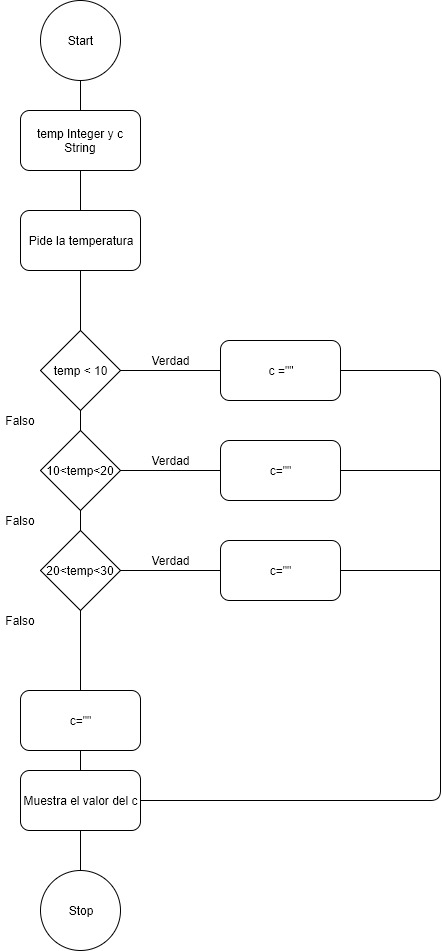 Start
temp Integer y c
String
Pide la temperatura
temp < 10
Verdad
c =""
Falso
10<temp<20
Verdad
c=""
Falso
20<temp<30
Verdad
c=""
Falso
c=""
Muestra el valor del c
Stop